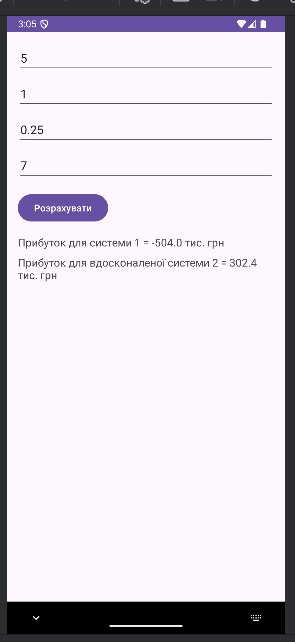 3:05
5
1
0.25
7
Розрахувати
Прибуток для системи 1 = -504.0 тис. грн
Прибуток для вдосконаленої системи 2 = 302.4
тис. грн